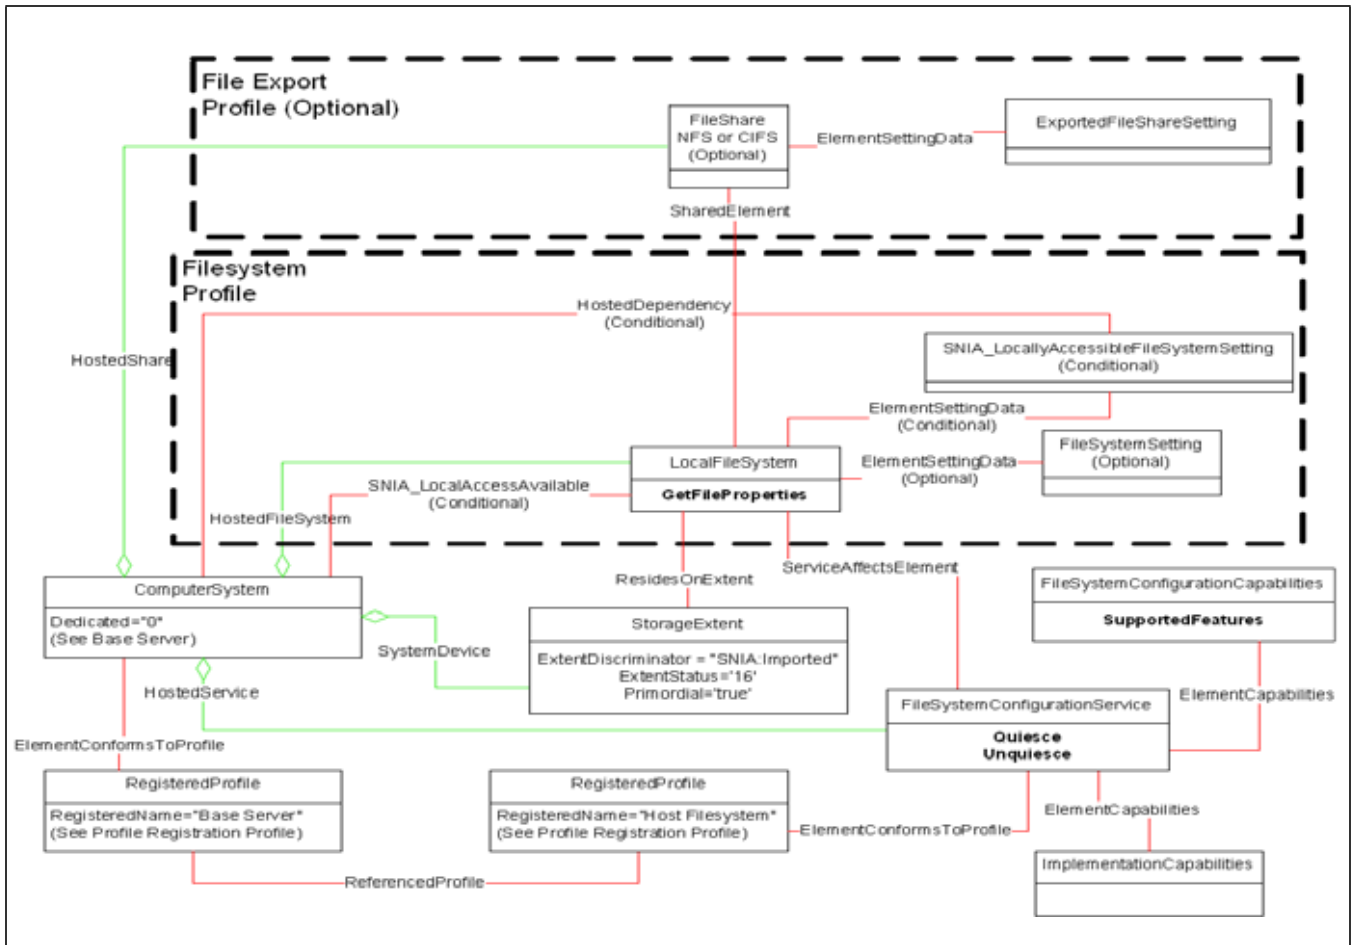 File Export
Profile (Optional)
FileShare
NFS or CIFS
(Optional)
ElementSettingData
ExportedFileShareSetting
SharedElement
Filesystem
Profile
HostedDependency
(Conditional)
HostedShare
SNIA_LocallyAccessibleFileSystemSetting
(Conditional)
ElementSettingData
(Conditional)
FileSystemSetting
(Optional)
LocalFileSystem
GetFileProperties
ElementSettingData
(Optional)
SNIA_LocalAccessAvailable
(Conditional)
HostedFileSystem
ResidesOnExtent
ServiceAffectsElement
ComputerSystem
Dedicated="0"
(See Base Server)
FileSystemConfigurationCapabilities
SupportedFeatures
StorageExtent
ExtentDiscriminator = "SNIA:Imported"
ExtentStatus='16'
Primordial='true'
SystemDevice
HostedService
ElementCapabilities
FileSystemConfigurationService
Quiesce
Unquiesce
ElementConformsToProfile
RegisteredProfile
RegisteredName="Base Server"
(See Profile Registration Profile)
RegisteredProfile
RegisteredName="Host Filesystem"
(See Profile Registration Profile)
ElementConformsToProfile
ElementCapabilities
ImplementationCapabilities
ReferencedProfile